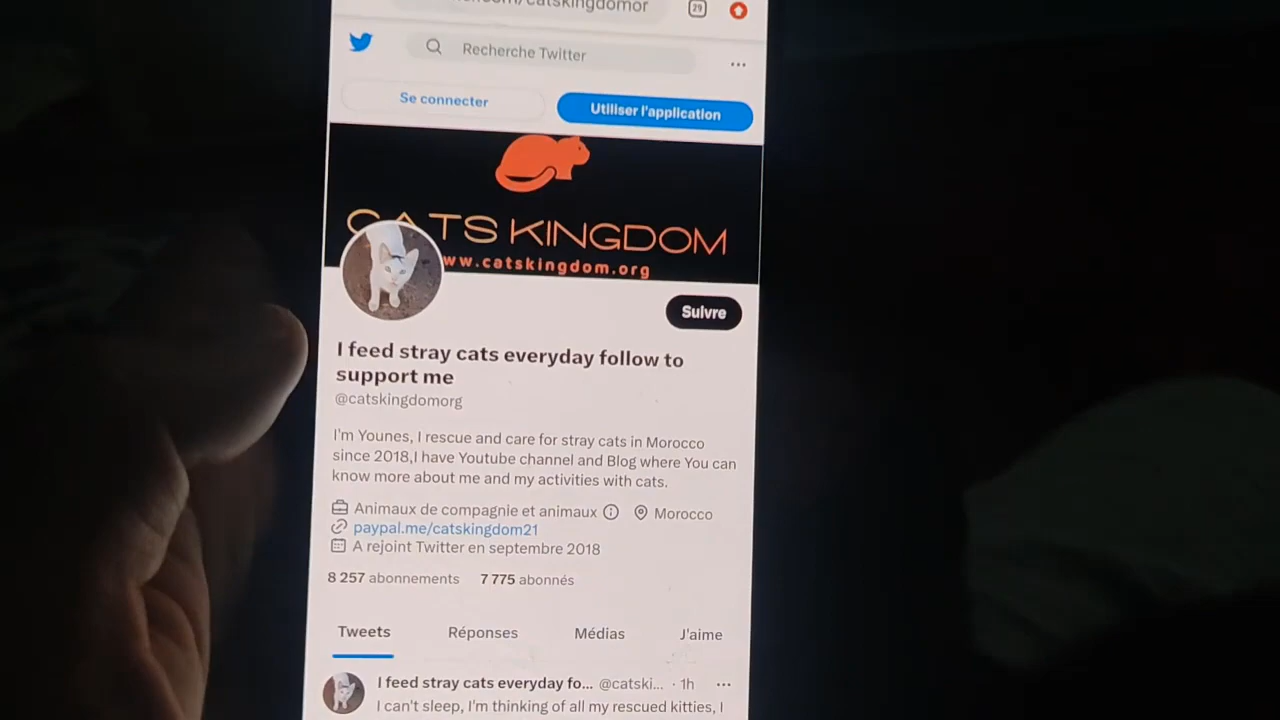 catskingdomor
29
Recherche Twitter
Se connecter
Utiliser l'application
CATS KINGDOM
ww.catskingdom.org
Suivre
I feed stray cats everyday follow to
support me
@catskingdomorg
I'm Younes, I rescue and care for stray cats in Morocco
since 2018,I have Youtube channel and Blog where You can
know more about me and my activities with cats.
Animaux de compagnie et animaux Morocco
paypal.me/catskingdom21
A rejoint Twitter en septembre 2018
8 257 abonnements 7 775 abonnés
Tweets Réponses Médias J'aime
I feed stray cats everyday fo... @catski... · 1h
I can't sleep, I'm thinking of all my rescued kitties, I